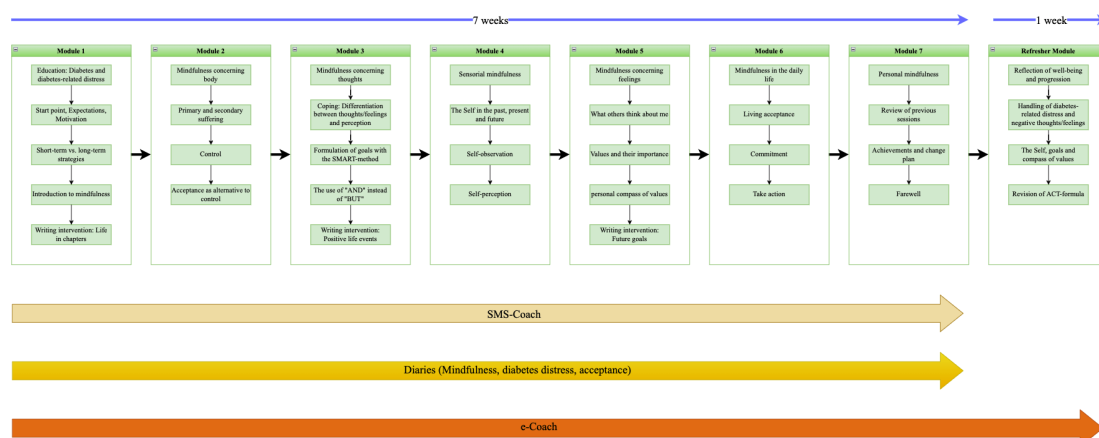 7 weeks
1 week
Module 1
Education: Diabetes and
diabetes-related distress
Start point, Expectations,
Motivation
Short-term vs. long-term
strategies
Introduction to mindfulness
Writing intervention: Life
in chapters
Module 2
Mindfulness concerning
body
Primary and secondary
suffering
Control
Acceptance as alternative to
control
Module 3
Mindfulness concerning
thoughts
Coping: Differentiation
between thoughts/feelings
and perception
Formulation of goals with
the SMART-method
The use of "AND" instead
of "BUT"
Writing intervention:
Positive life events
Module 4
Sensorial mindfulness
The Self in the past, present
and future
Self-observation
Self-perception
Module 5
Mindfulness concerning
feelings
What others think about me
Values and their importance
personal compass of values
Writing intervention:
Future goals
Module 6
Mindfulness in the daily
life
Living acceptance
Commitment
Take action
Module 7
Personal mindfulness
Review of previous
sessions
Achievements and change
plan
Farewell
Refresher Module
Reflection of well-being
and progression
Handling of diabetes-
related distress and
negative thoughts/feelings
The Self, goals and
compass of values
Revision of ACT-formula
SMS-Coach
Diaries (Mindfulness, diabetes distress, acceptance)
e-Coach